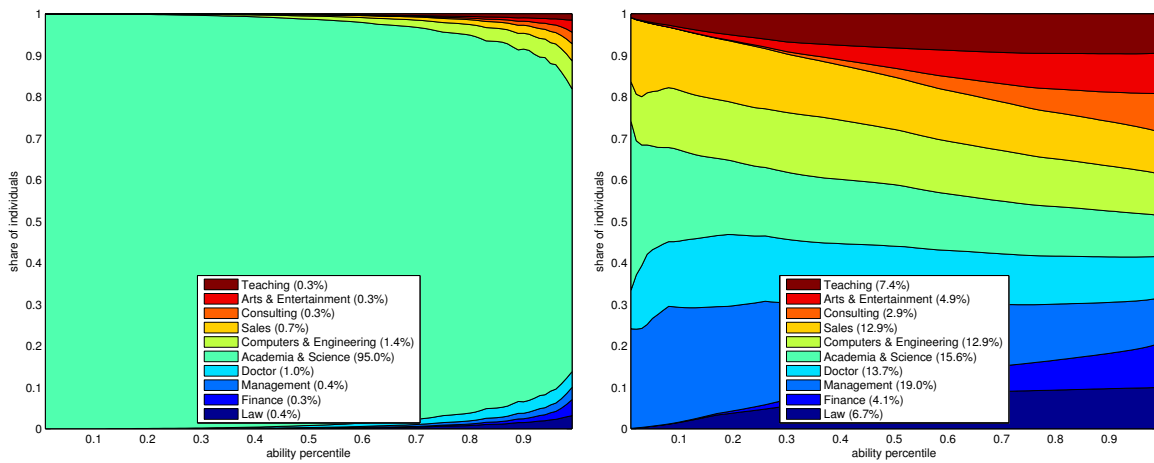 1
0.9
0.8
0.7
0.6
0.5
0.4
0.3
0.2
0.1
0
share of individuals
Teaching (0.3%)
Arts & Entertainment (0.3%)
Consulting (0.3%)
Sales (0.7%)
Computers & Engineering (1.4%)
Academia & Science (95.0%)
Doctor (1.0%)
Management (0.4%)
Finance (0.3%)
Law (0.4%)
0.1 0.2 0.3 0.4 0.5 0.6 0.7 0.8 0.9
ability percentile
1
0.9
0.8
0.7
0.6
0.5
0.4
0.3
0.2
0.1
0
share of individuals
Teaching (7.4%)
Arts & Entertainment (4.9%)
Consulting (2.9%)
Sales (12.9%)
Computers & Engineering (12.9%)
Academia & Science (15.6%)
Doctor (13.7%)
Management (19.0%)
Finance (4.1%)
Law (6.7%)
0.1 0.2 0.3 0.4 0.5 0.6 0.7 0.8 0.9
ability percentile